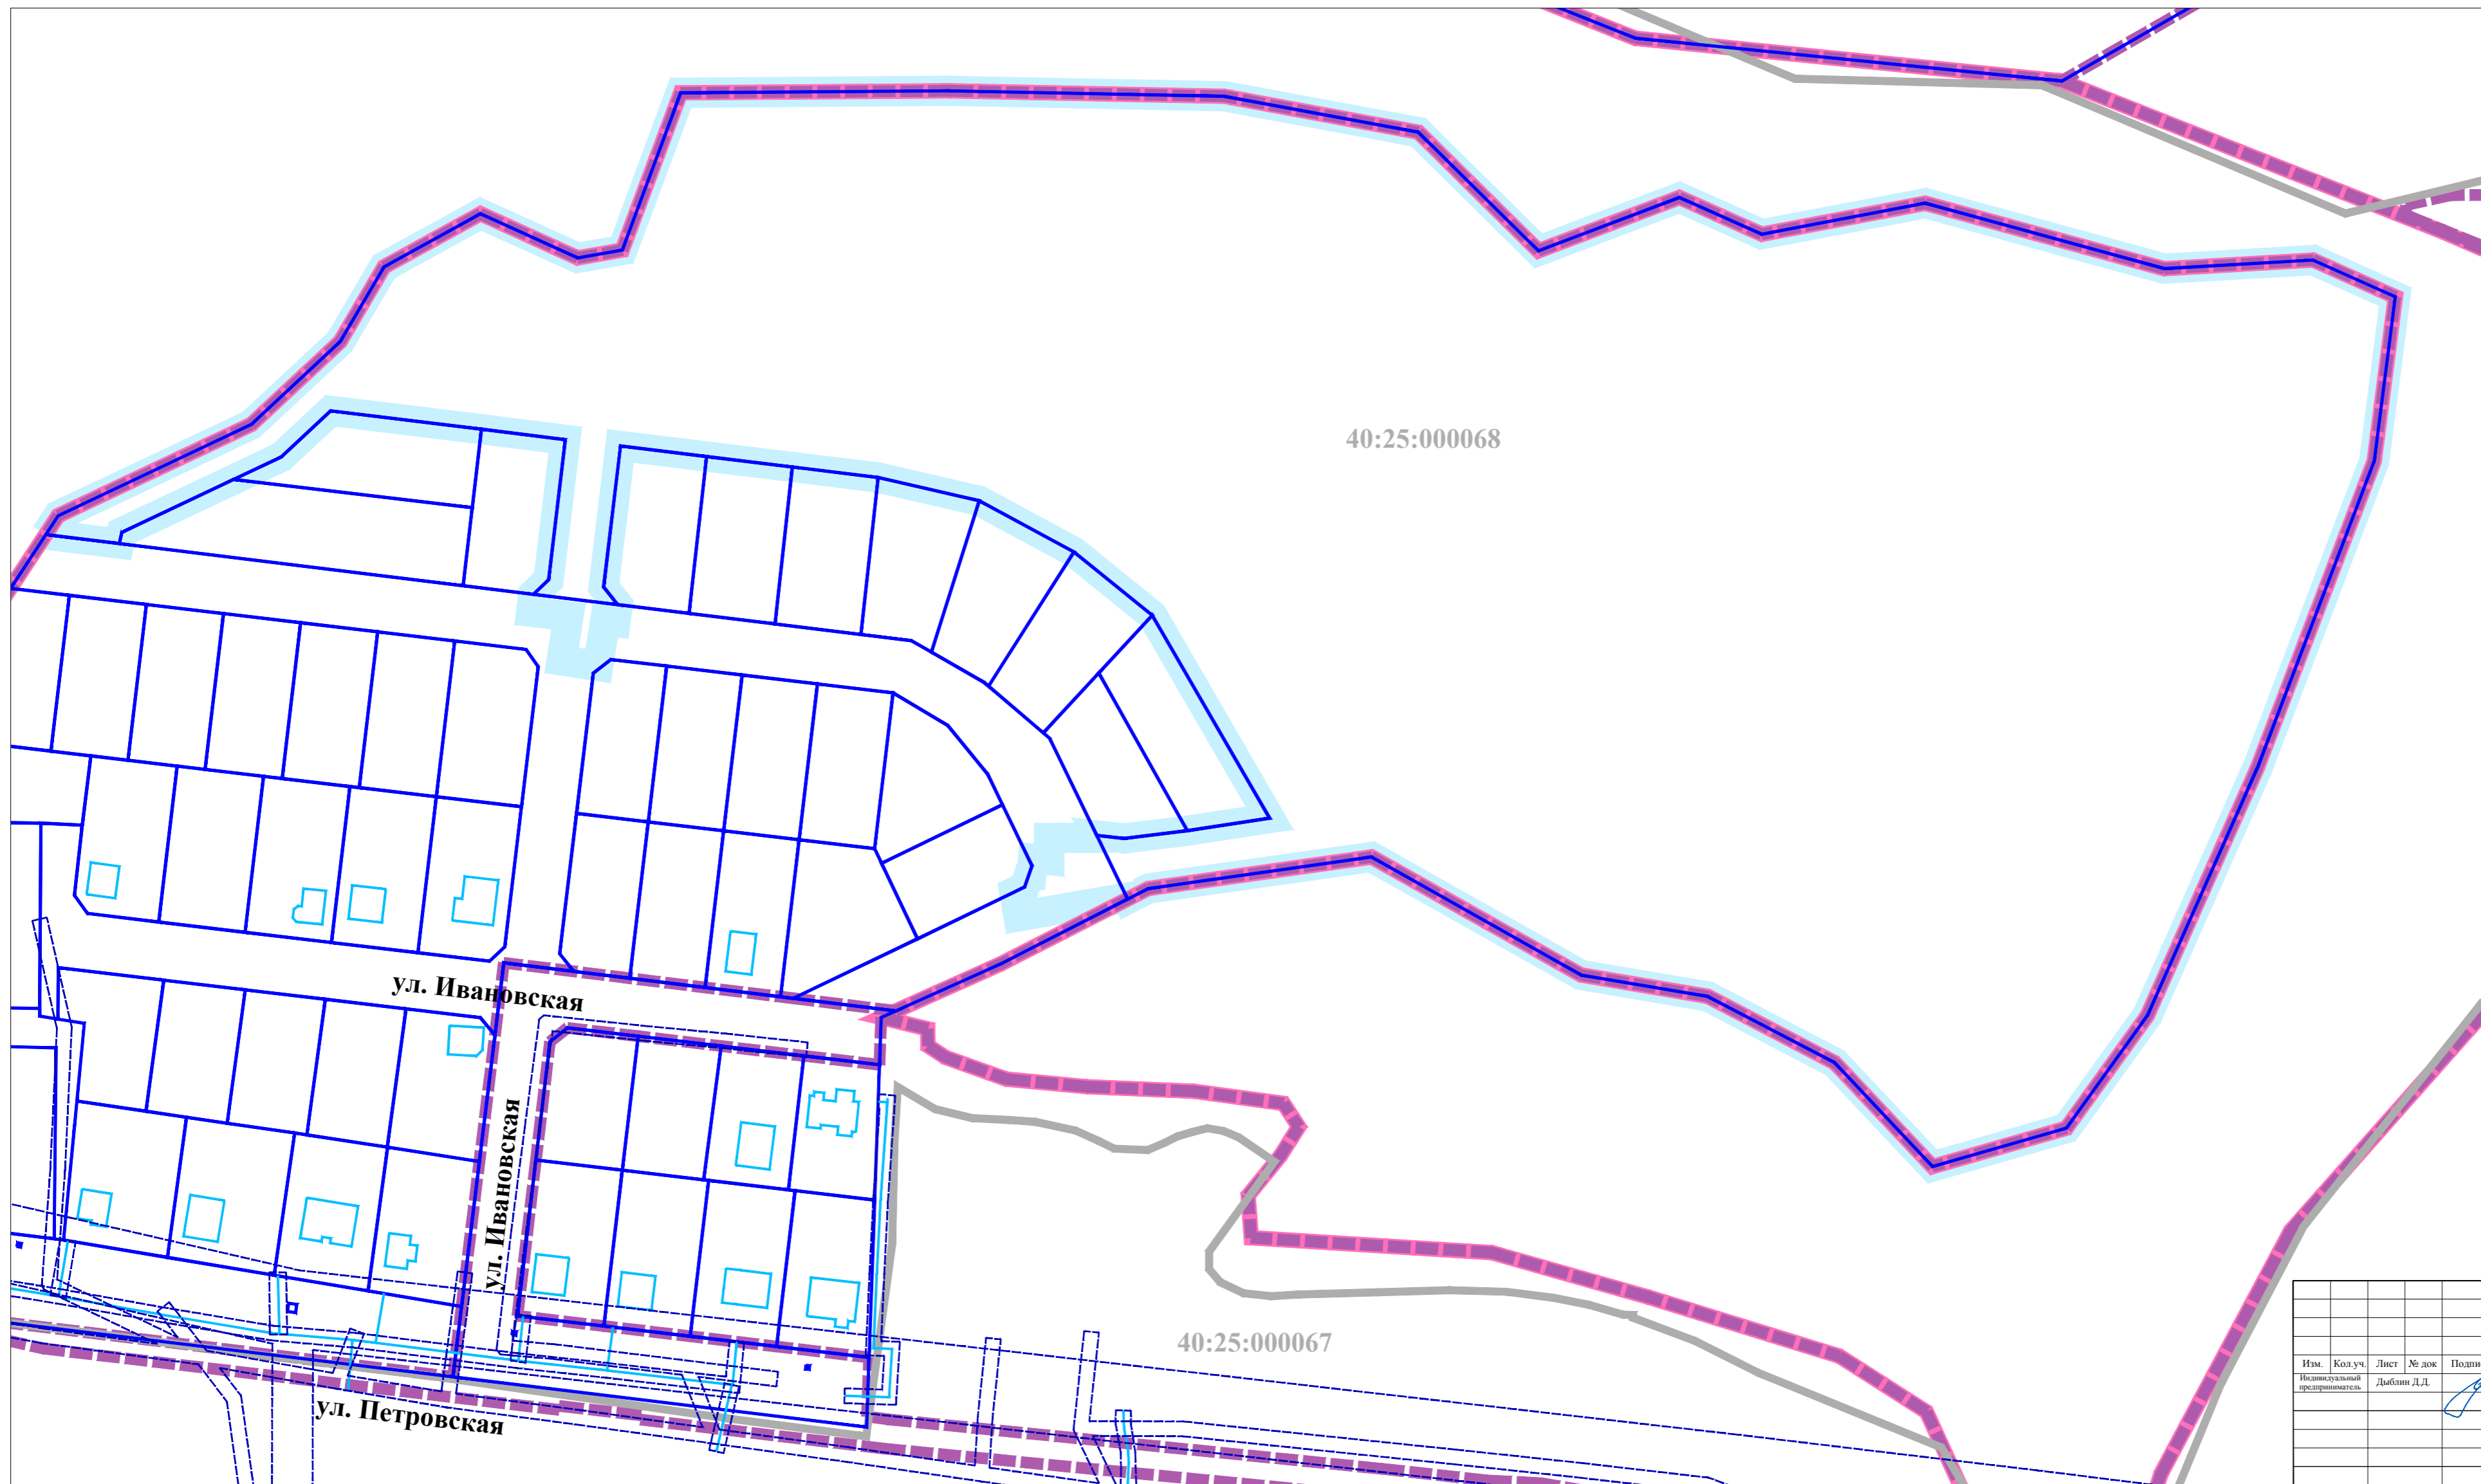 40:25:000068
ул. Ивановская
ул. Ивановская
40:25:000067
ул. Петровская
Изм. Кол.уч. Лист № док
Индивидуальный
предприниматель Дыблин Д.Д.